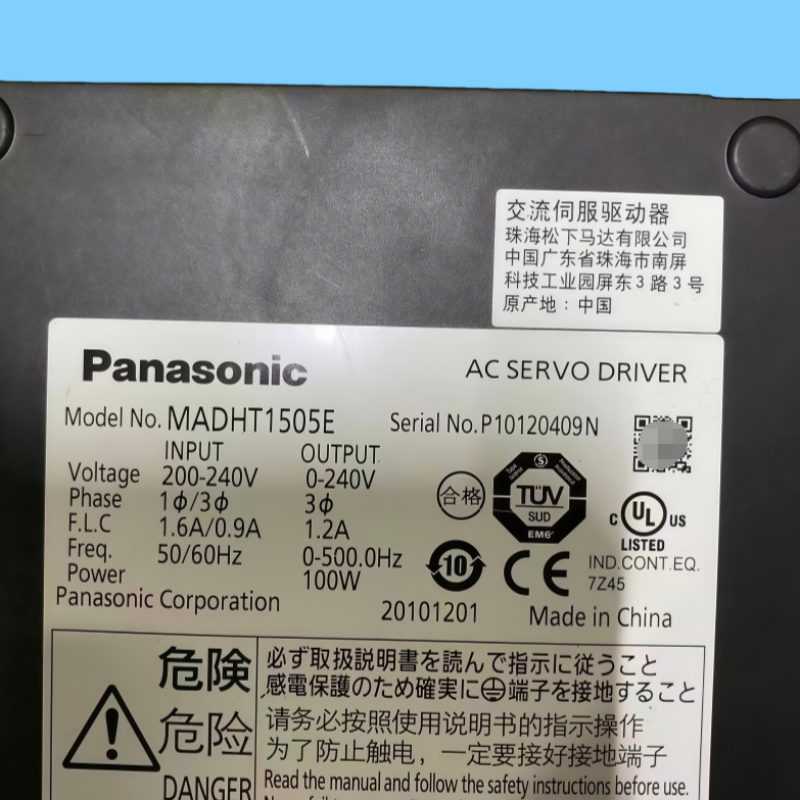 交流伺服驱动器
珠海松下马达有限公司
中国广东省珠海市南屏
科技工业园屏东3路3号
原产地：中国
Panasonic
AC SERVO DRIVER
Model No. MADHT1505E
Serial No. P10120409N
INPUT OUTPUT
Voltage 200-240V 0-240V
Phase 1ϕ/3ϕ 3ϕ
F.L.C 1.6A/0.9A 1.2A
Freq. 50/60Hz 0-500.0Hz
Power 100W
合格
TÜV
SUD
EM6
10
CE
C UL US
LISTED
IND.CONT.EQ.
7Z45
Panasonic Corporation 20101201 Made in China
危険
必ず取扱説明書を読んで指示に従うこと
感電保護のため確実に⏚端子を接地すること
危险
请务必按照使用说明书的指示操作
为了防止触电，一定要接好接地端子
DANGER
Read the manual and follow the safety instructions before use.